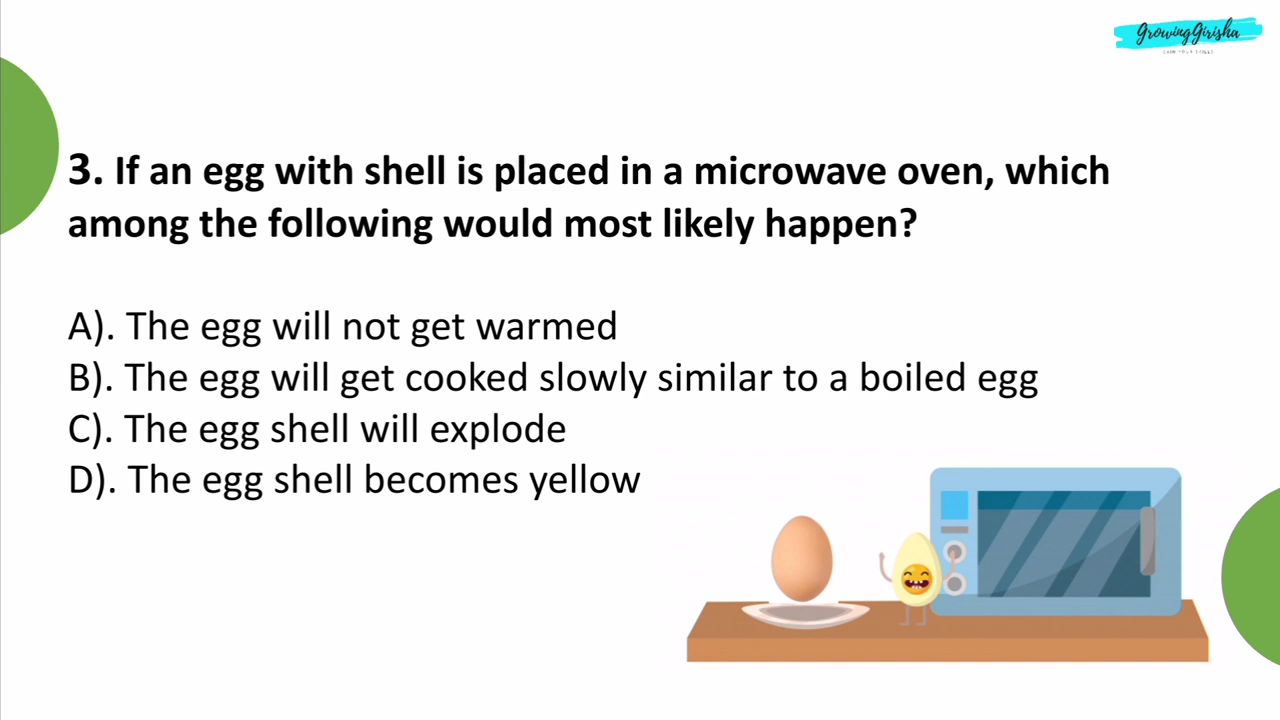 GrowingGirisha
3. If an egg with shell is placed in a microwave oven, which
among the following would most likely happen?
A). The egg will not get warmed
B). The egg will get cooked slowly similar to a boiled egg
C). The egg shell will explode
D). The egg shell becomes yellow